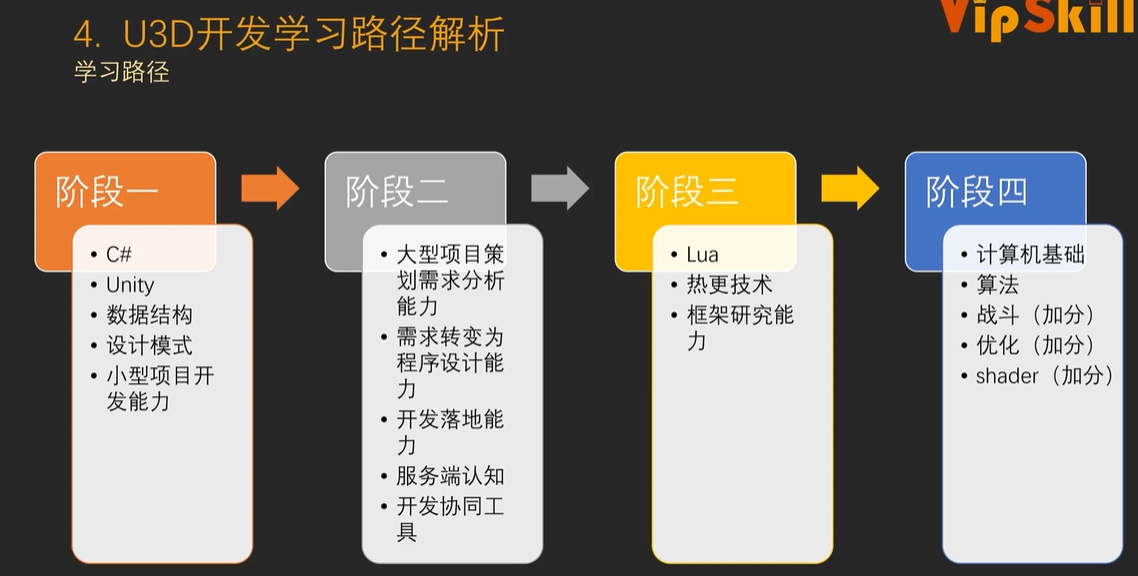 VipSkill
4. U3D开发学习路径解析
学习路径
阶段一
• C#
• Unity
• 数据结构
• 设计模式
• 小型项目开
发能力
阶段二
• 大型项目策
划需求分析
能力
• 需求转变为
程序设计能
力
• 开发落地能
力
• 服务端认知
• 开发协同工
具
阶段三
• Lua
• 热更技术
• 框架研究能
力
阶段四
• 计算机基础
• 算法
• 战斗（加分）
• 优化（加分）
• shader（加分）